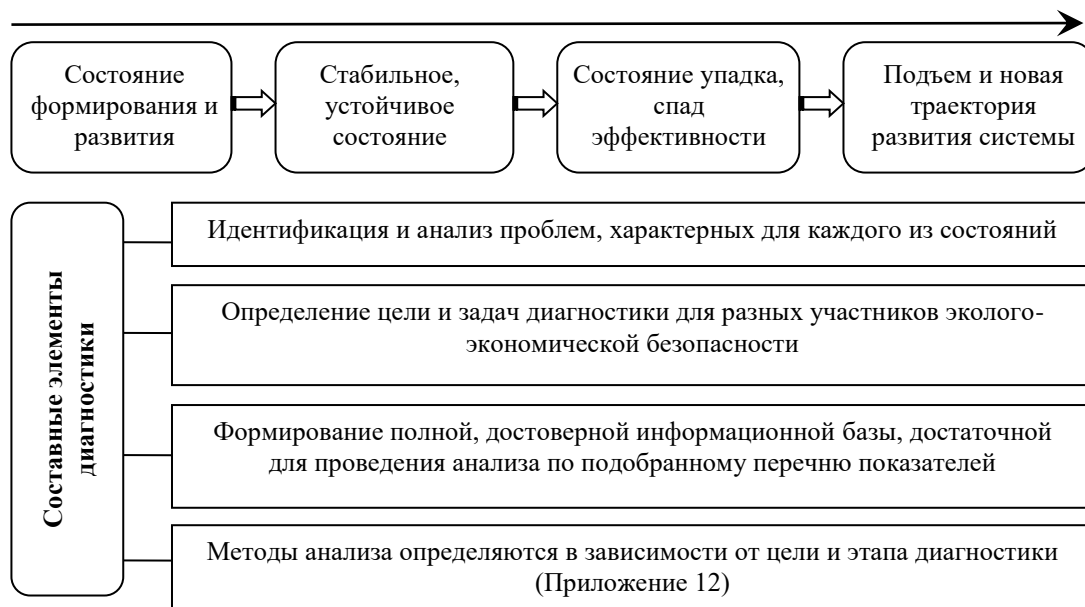 Состояние
формирования и
развития
Стабильное,
устойчивое
состояние
Состояние упадка,
спад
эффективности
Подъем и новая
траектория
развития системы
Составные элементы
диагностики
Идентификация и анализ проблем, характерных для каждого из состояний
Определение цели и задач диагностики для разных участников эколого-
экономической безопасности
Формирование полной, достоверной информационной базы, достаточной
для проведения анализа по подобранному перечню показателей
Методы анализа определяются в зависимости от цели и этапа диагностики
(Приложение 12)